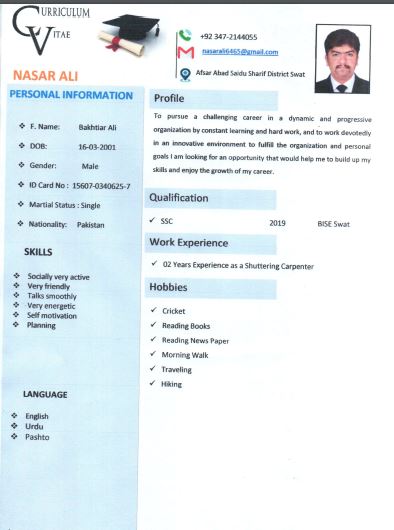 CURRICULUM
VITAE
+92 347-2144055
nasarali6465@gmail.com
Afsar Abad Saidu Sharif District Swat
NASAR ALI
PERSONAL INFORMATION
❖ F. Name: Bakhtiar Ali
❖ DOB: 16-03-2001
❖ Gender: Male
❖ ID Card No : 15607-0340625-7
❖ Martial Status : Single
❖ Nationality: Pakistan
SKILLS
❖ Socially very active
❖ Very friendly
❖ Talks smoothly
❖ Very energetic
❖ Self motivation
❖ Planning
LANGUAGE
❖ English
❖ Urdu
❖ Pashto
Profile
To pursue a challenging career in a dynamic and progressive
organization by constant learning and hard work, and to work devotedly
in an innovative environment to fulfill the organization and personal
goals I am looking for an opportunity that would help me to build up my
skills and enjoy the growth of my career.
Qualification
✓ SSC 2019 BISE Swat
Work Experience
✓ 02 Years Experience as a Shuttering Carpenter
Hobbies
✓ Cricket
✓ Reading Books
✓ Reading News Paper
✓ Morning Walk
✓ Traveling
✓ Hiking